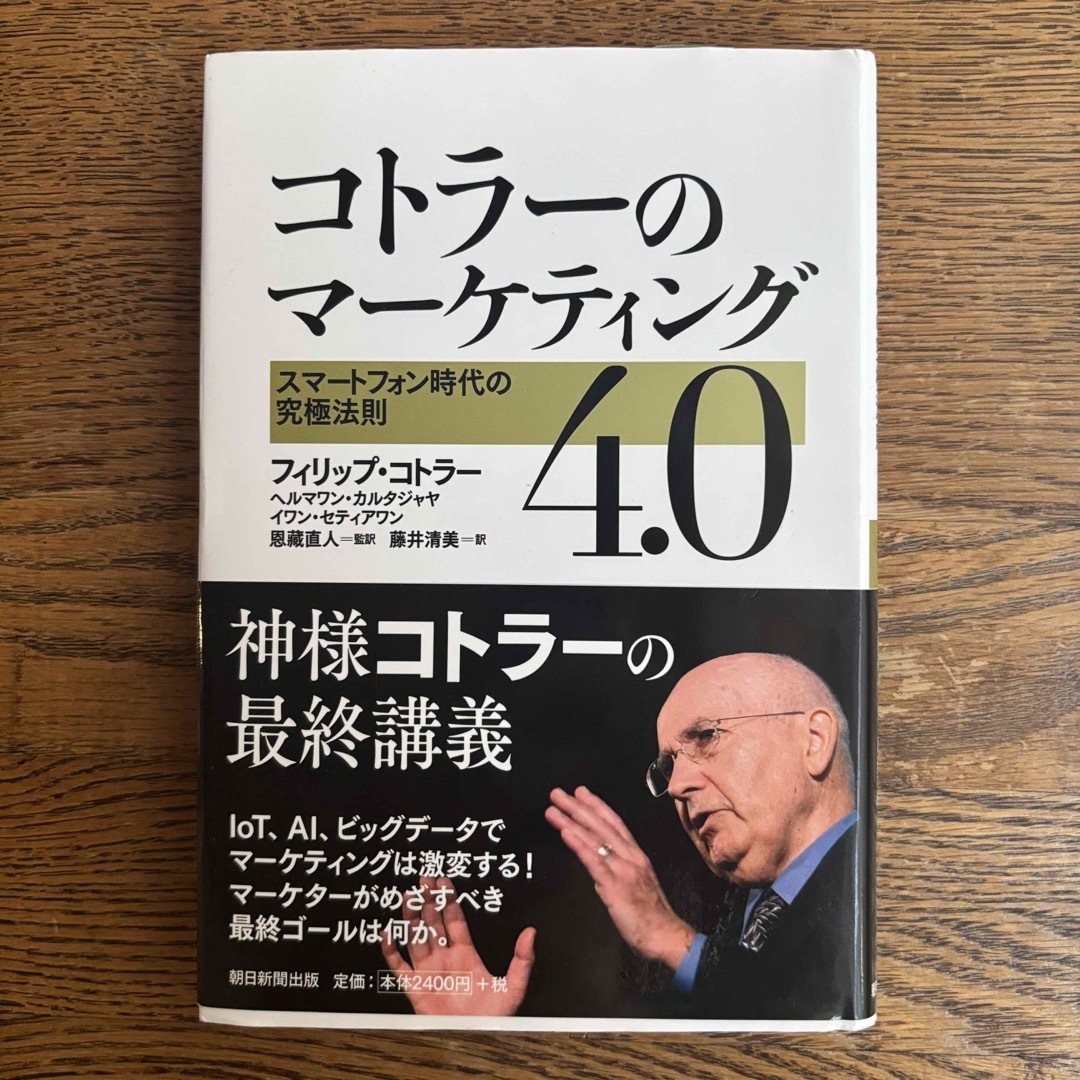 コトラーの
マーケティング
4.0
スマートフォン時代の
究極法則
フィリップ・コトラー
ヘルマワン・カルタジャヤ
イワン・セティアワン
恩藏直人=監訳 藤井清美=訳
神様コトラーの
最終講義
IoT、AI、ビッグデータで
マーケティングは激変する!
マーケターがめざすべき
最終ゴールは何か。
朝日新聞出版 定価:本体2400円+税